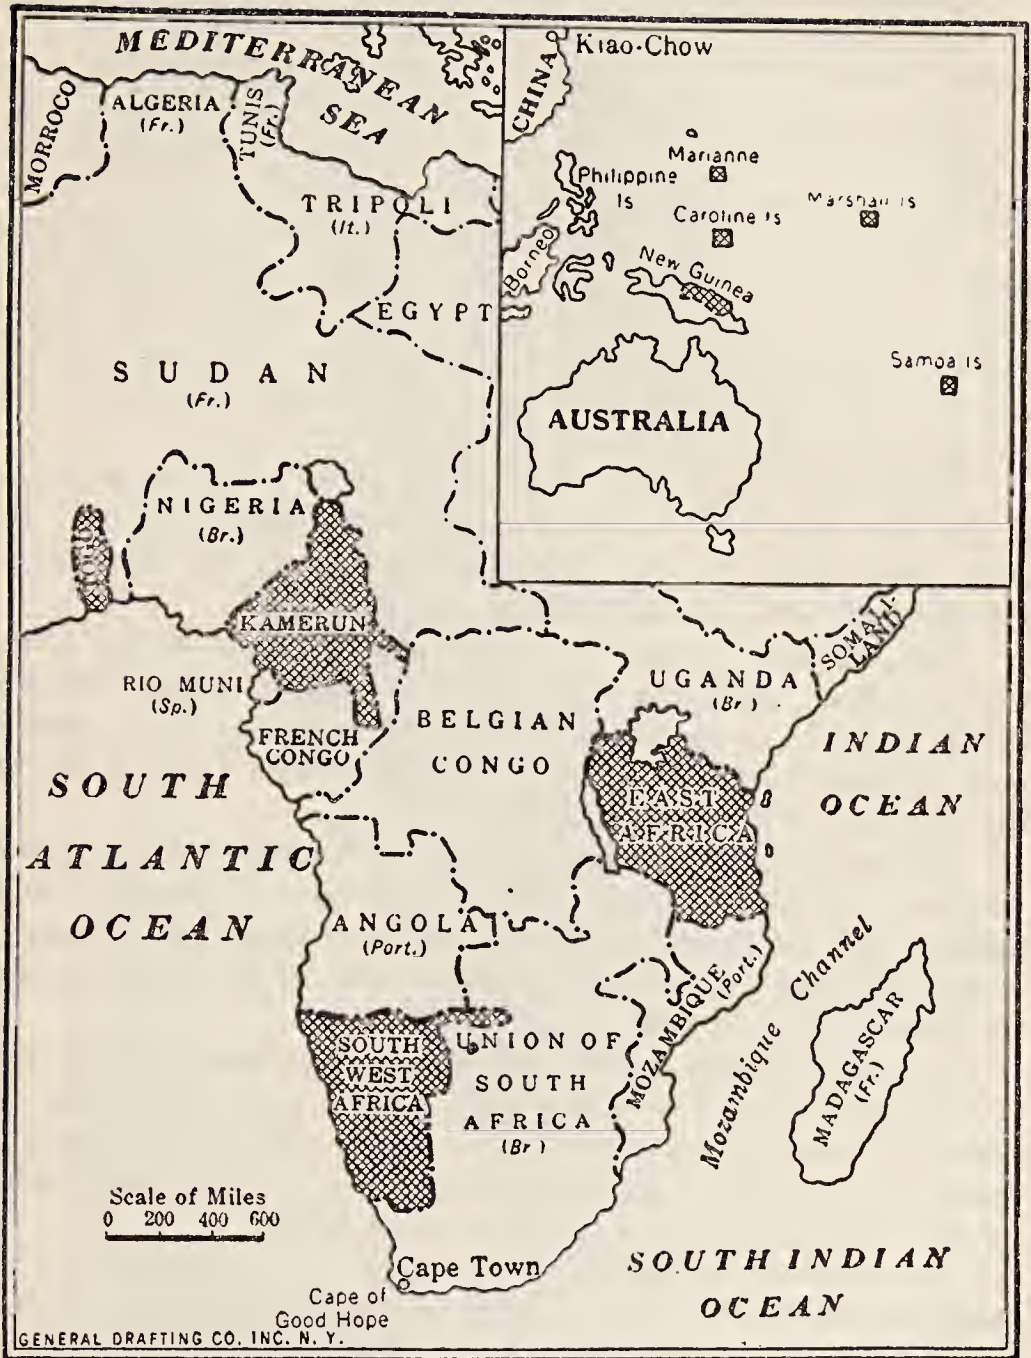 MEDITERRANEAN
SEA
MORROCO
ALGERIA
(Fr.)
TUNIS
(Fr.)
TRIPOLI
(It.)
EGYPT
SUDAN
(Fr.)
NIGERIA
(Br.)
TOGO
KAMERUN
RIO MUNI
(Sp.)
FRENCH
CONGO
BELGIAN
CONGO
UGANDA
(Br)
SOMALI-
LAND
EAST
AFRICA
INDIAN
OCEAN
SOUTH
ATLANTIC
OCEAN
ANGOLA
(Port.)
SOUTH
WEST
AFRICA
UNION OF
SOUTH
AFRICA
(Br)
MOZAMBIQUE
(Port.)
Mozambique Channel
MADAGASCAR
(Fr.)
Scale of Miles
0 200 400 600
Cape Town
Cape of
Good Hope
SOUTH INDIAN
OCEAN
GENERAL DRAFTING CO. INC. N. Y.
Kiao-Chow
CHINA
Marianne
Philippine
Is
Caroline Is
Marshall Is
Borneo
New Guinea
Samoa Is
AUSTRALIA